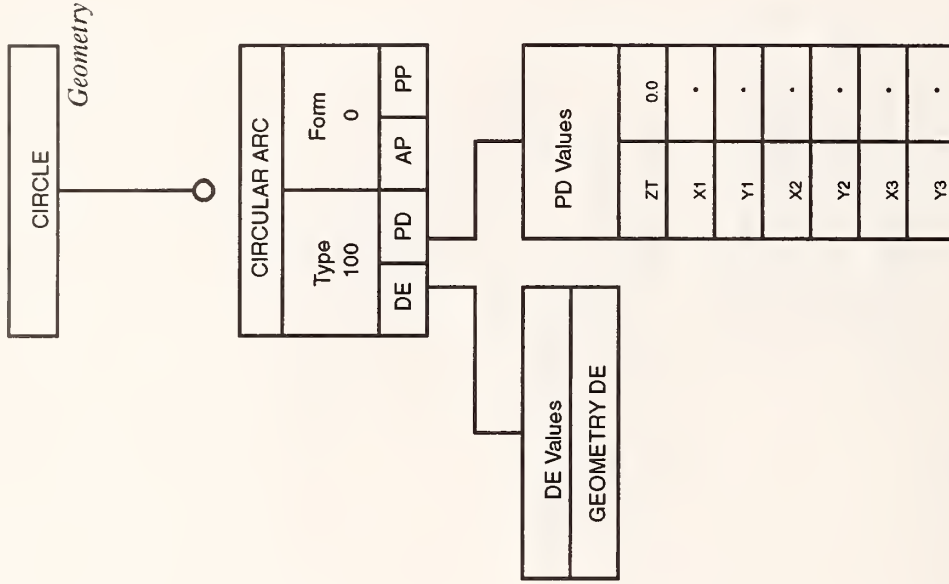 CIRCLE
Geometry
CIRCULAR ARC
Type
100
Form
0
DE PD AP PP
DE Values
GEOMETRY DE
PD Values
ZT 0.0
X1 •
Y1 •
X2 •
Y2 •
X3 •
Y3 •